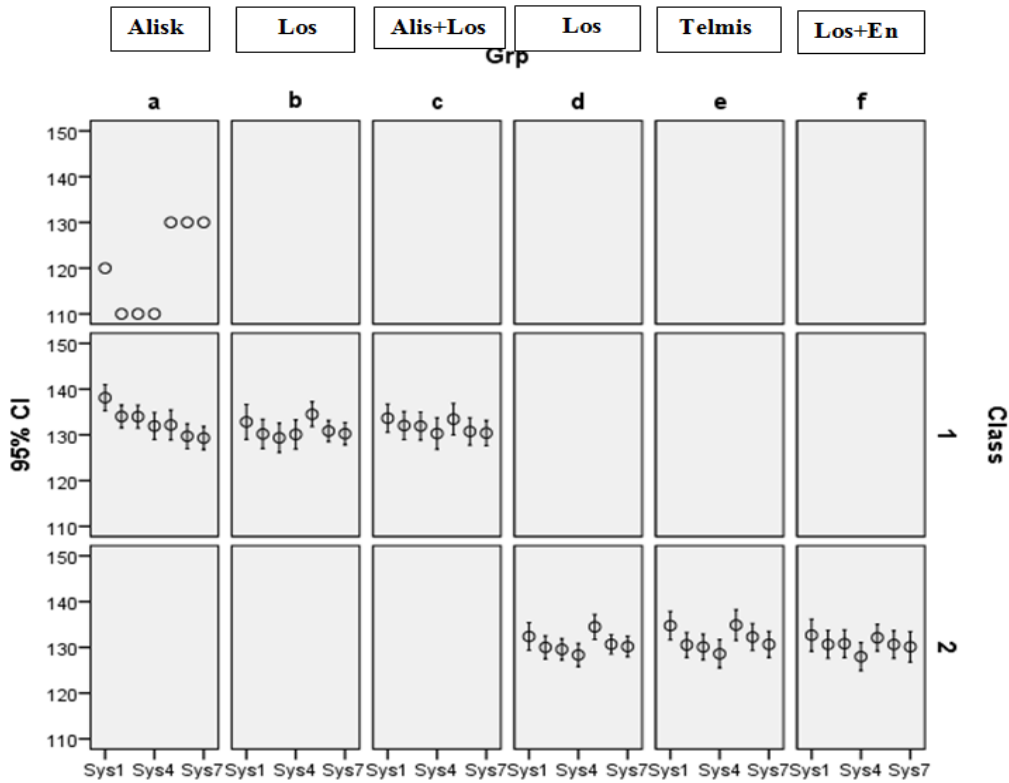 Alisk Los Alis+Los Los Telmis Los+En
Grp
a b c d e f
150
140
130
120
110
150
140
130
120
110
1
150
140
130
120
110
2
95% CI
Class
Sys1 Sys4 Sys7 Sys1 Sys4 Sys7 Sys1 Sys4 Sys7 Sys1 Sys4 Sys7 Sys1 Sys4 Sys7 Sys1 Sys4 Sys7